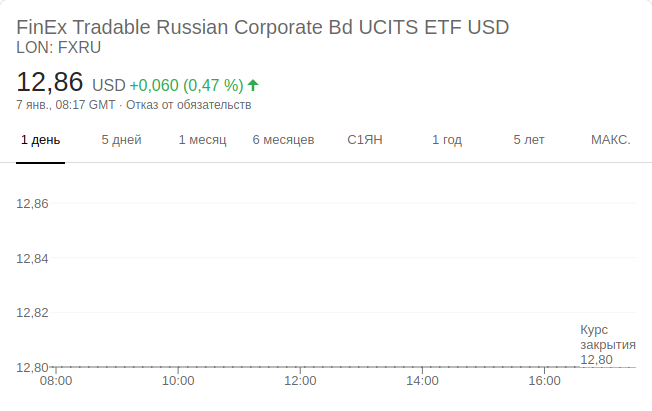 FinEx Tradable Russian Corporate Bd UCITS ETF USD
LON: FXRU
12,86 USD +0,060 (0,47 %)
7 янв., 08:17 GMT · Отказ от обязательств
1 день 5 дней 1 месяц 6 месяцев С1ЯН 1 год 5 лет МАКС.
12,86
12,84
12,82
Курс
закрытия
12,80
12,80
08:00 10:00 12:00 14:00 16:00